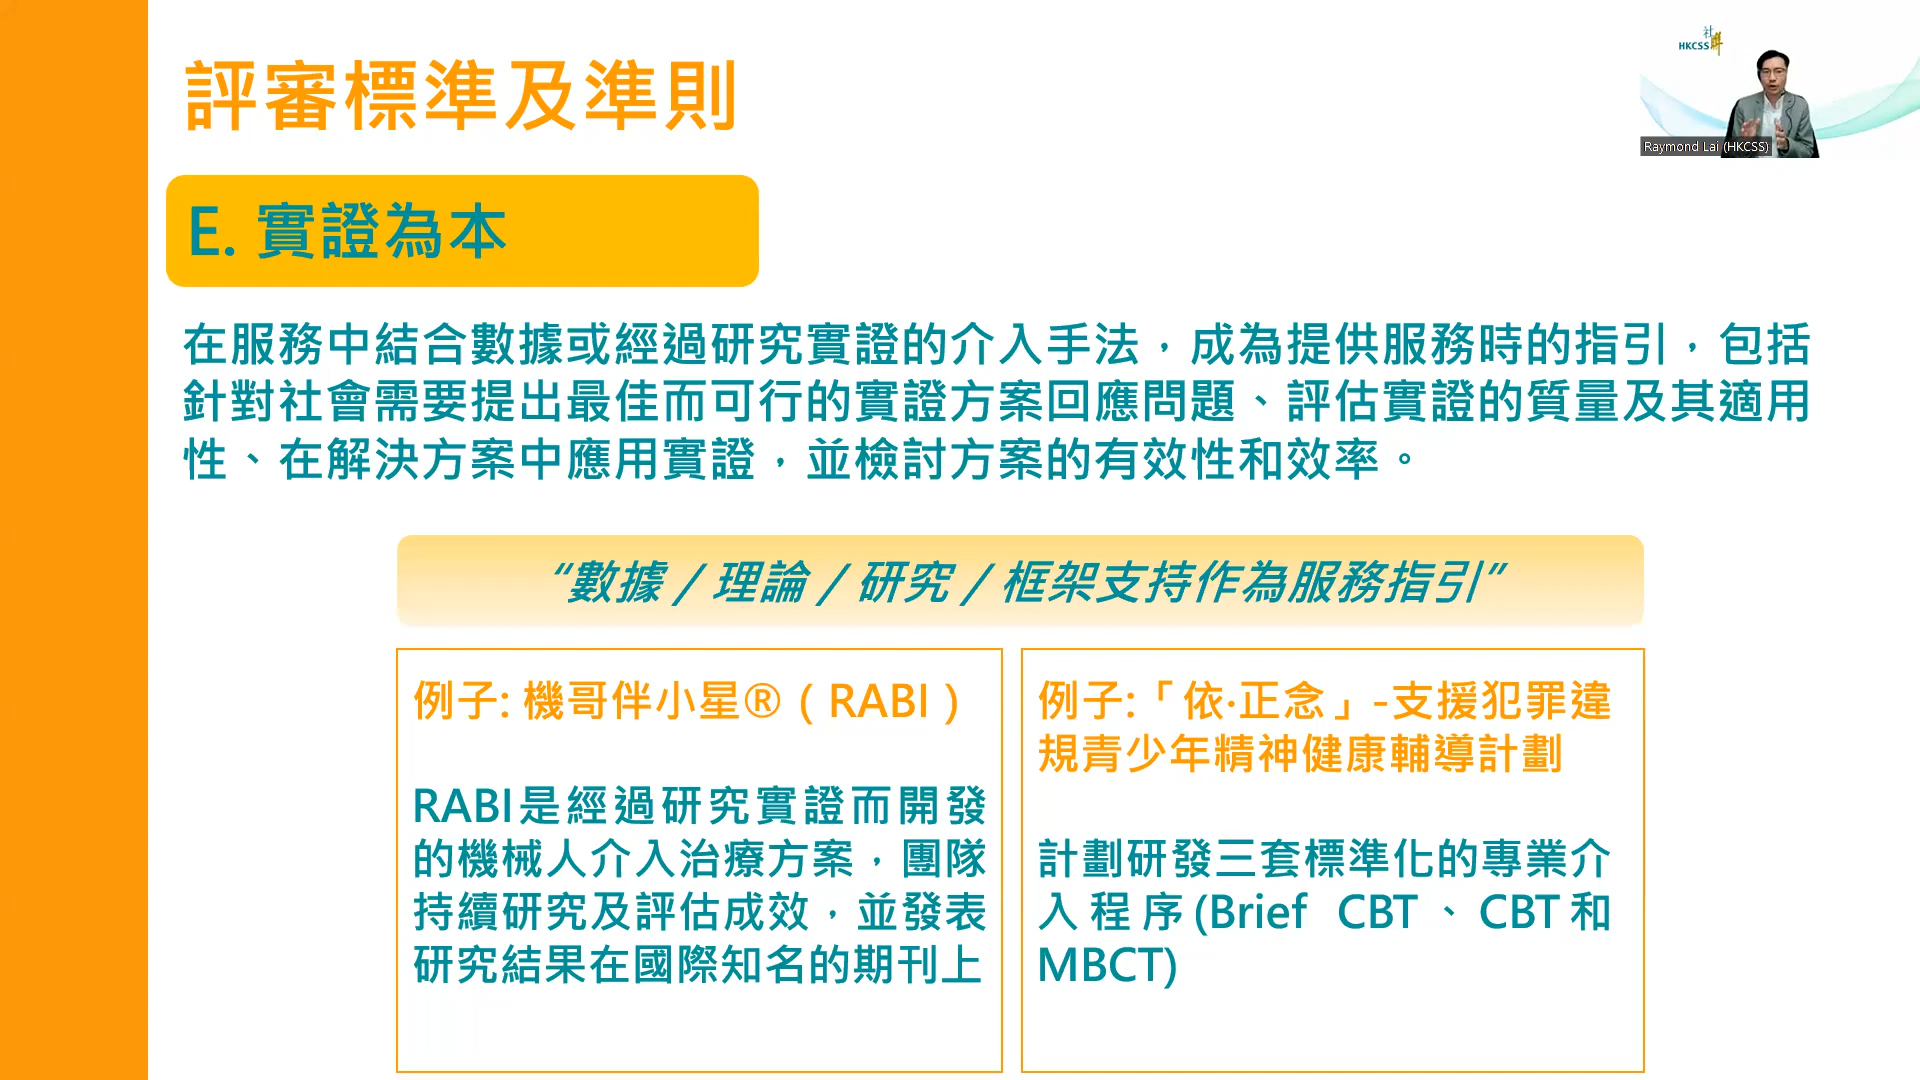 評審標準及準則
社聯
HKCSS
Raymond Lai (HKCSS)
E. 實證為本
在服務中結合數據或經過研究實證的介入手法，成為提供服務時的指引，包括
針對社會需要提出最佳而可行的實證方案回應問題、評估實證的質量及其適用
性、在解決方案中應用實證，並檢討方案的有效性和效率。
“數據／理論／研究／框架支持作為服務指引”
例子: 機哥伴小星®（RABI）
RABI是經過研究實證而開發
的機械人介入治療方案，團隊
持續研究及評估成效，並發表
研究結果在國際知名的期刊上
例子:「依·正念」-支援犯罪違
規青少年精神健康輔導計劃
計劃研發三套標準化的專業介
入程序(Brief CBT、CBT和
MBCT)